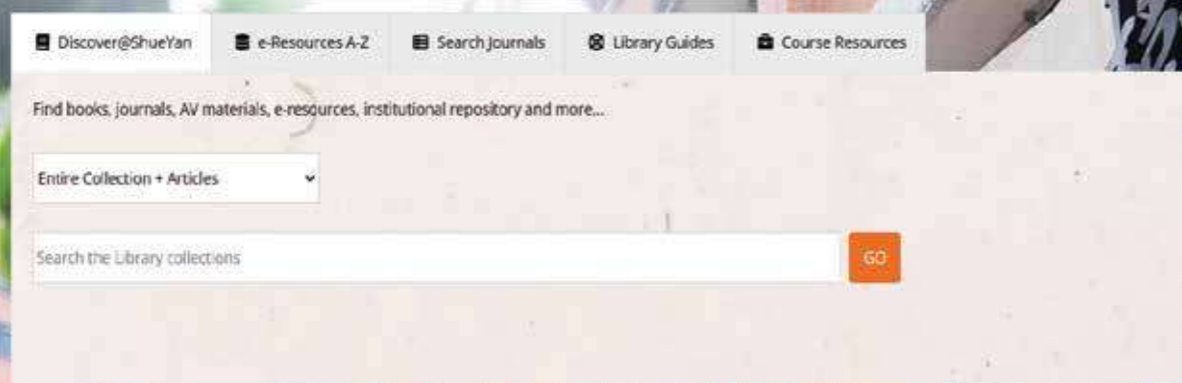 Discover@ShueYan e-Resources A-Z Search Journals Library Guides Course Resources
Find books, journals, AV materials, e-resources, institutional repository and more...
Entire Collection + Articles
Search the Library collections GO